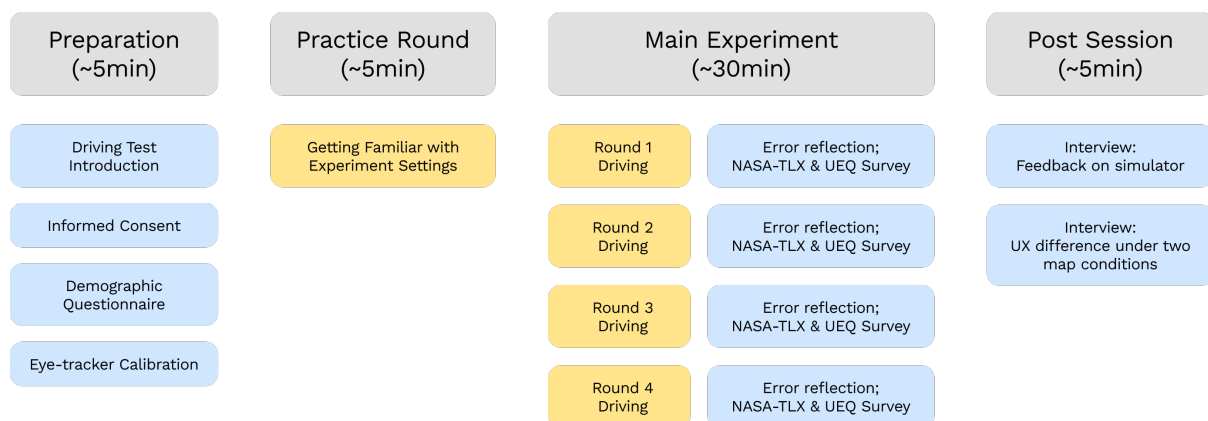 Preparation
(~5min)
Driving Test
Introduction
Informed Consent
Demographic
Questionnaire
Eye-tracker Calibration
Practice Round
(~5min)
Getting Familiar with
Experiment Settings
Main Experiment
(~30min)
Round 1
Driving
Error reflection;
NASA-TLX & UEQ Survey
Round 2
Driving
Error reflection;
NASA-TLX & UEQ Survey
Round 3
Driving
Error reflection;
NASA-TLX & UEQ Survey
Round 4
Driving
Error reflection;
NASA-TLX & UEQ Survey
Post Session
(~5min)
Interview:
Feedback on simulator
Interview:
UX difference under two
map conditions